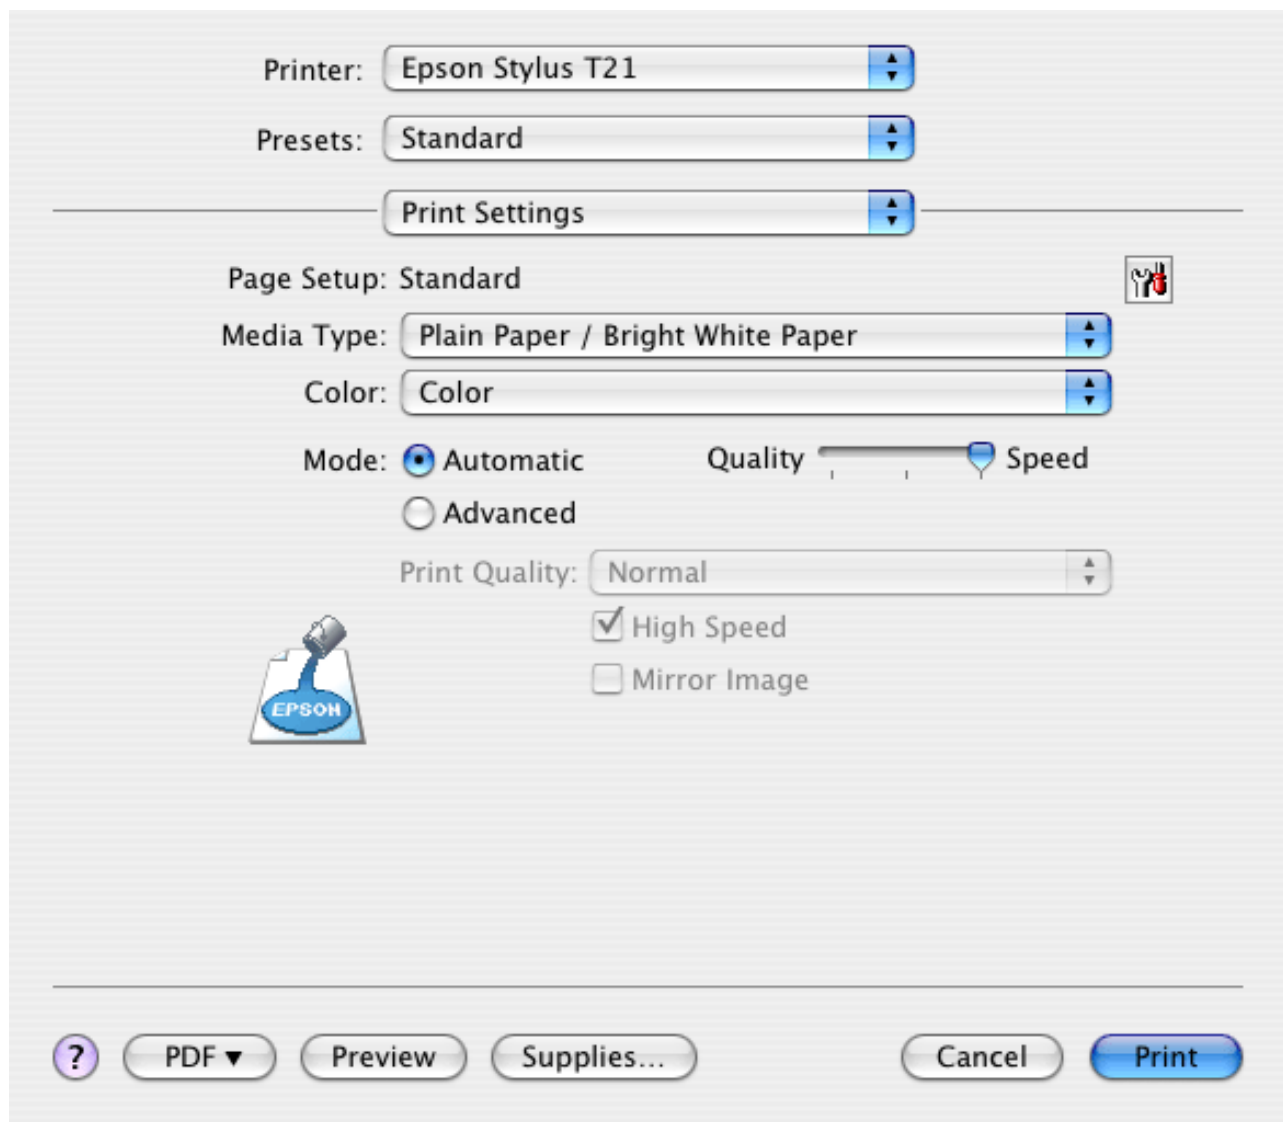 Printer: Epson Stylus T21
Presets: Standard
Print Settings
Page Setup: Standard
Media Type: Plain Paper / Bright White Paper
Color: Color
Mode: Automatic Quality Speed
Advanced
Print Quality: Normal
High Speed
Mirror Image
EPSON
? PDF▼ Preview Supplies... Cancel Print